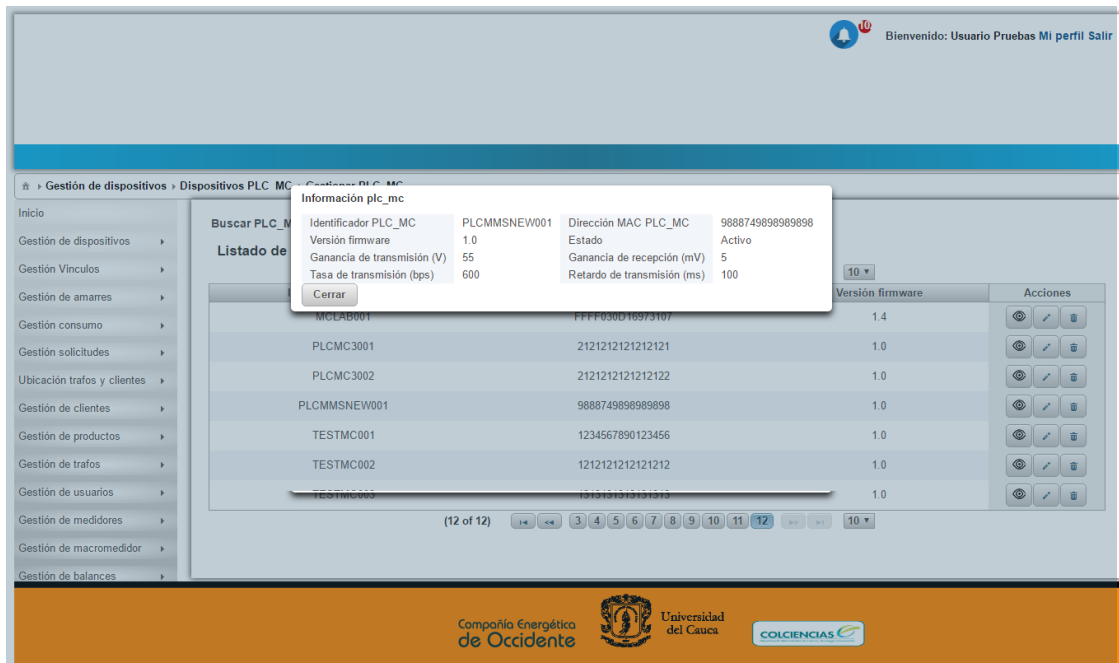 10
Bienvenido: Usuario Pruebas Mi perfil Salir
Gestión de dispositivos Dispositivos PLC_MC Gestionar PLC_MC
Inicio
Gestión de dispositivos
Gestión Vinculos
Gestión de amarres
Gestión consumo
Gestión solicitudes
Ubicación trafos y clientes
Gestión de clientes
Gestión de productos
Gestión de trafos
Gestión de usuarios
Gestión de medidores
Gestión de macromedidor
Gestión de balances
Buscar PLC_M
Listado de
Información plc_mc
Identificador PLC_MC PLCMMSNEW001 Dirección MAC PLC_MC 9888749898989898
Versión firmware 1.0 Estado Activo
Ganancia de transmisión (V) 55 Ganancia de recepción (mV) 5
Tasa de transmisión (bps) 600 Retardo de transmisión (ms) 100
Cerrar
10
Versión firmware Acciones
MCLAB001 FFFF030D16973107 1.4
PLCMC3001 2121212121212121 1.0
PLCMC3002 2121212121212122 1.0
PLCMMSNEW001 9888749898989898 1.0
TESTMC001 1234567890123456 1.0
TESTMC002 1212121212121212 1.0
TESTMC003 1313131313131313 1.0
(12 of 12) 3 4 5 6 7 8 9 10 11 12 10
Compañía Energética
de Occidente
Universidad
del Cauca
COLCIENCIAS